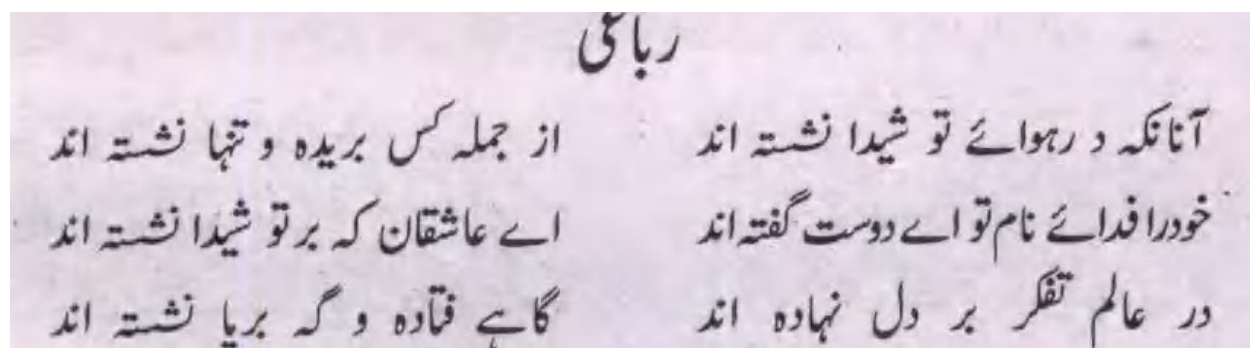 رباعی
آنانکہ د رہوائے تو شیدا نشستہ اند از جملہ کس بریدہ و تنہا نشستہ اند
خودرا فدائے نام تو اے دوست گفتہ اند اے عاشقان کہ بر تو شیدا نشستہ اند
در عالم تفکر بر دل نہادہ اند گاہے فتادہ و گہ برپا نشستہ اند